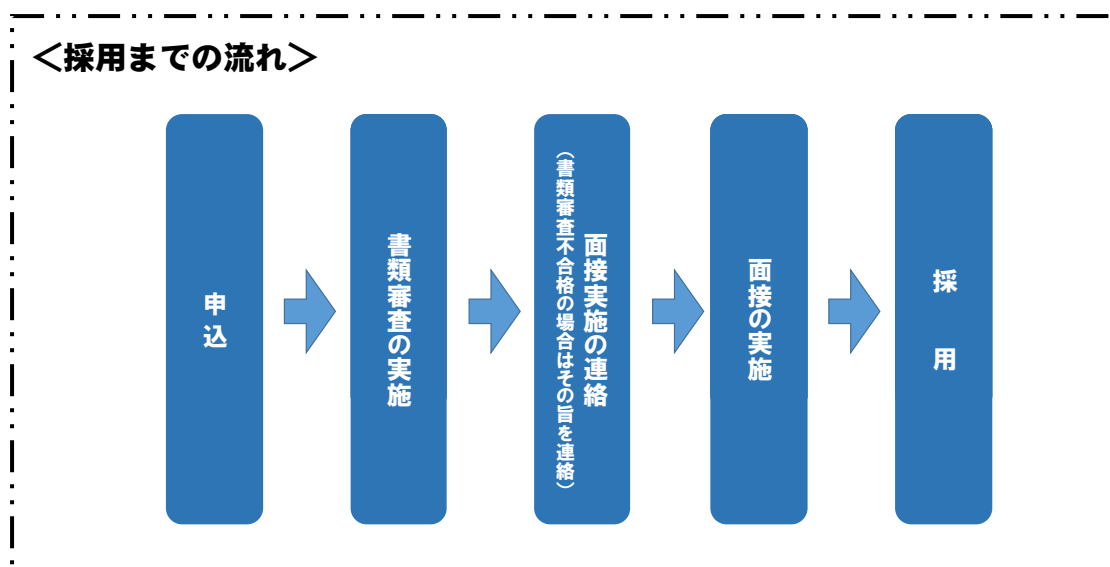 ＜採用までの流れ＞
申込
書類審査の実施
面接実施の連絡
（書類審査不合格の場合はその旨を連絡）
面接の実施
採用